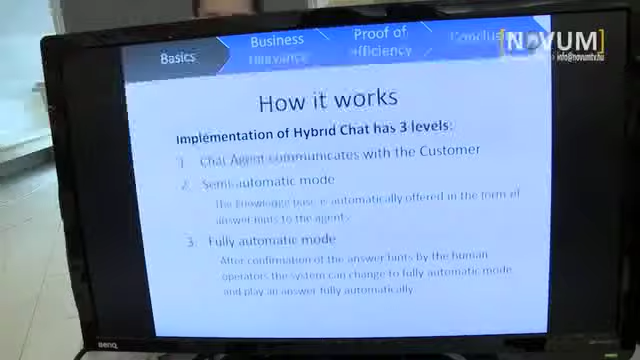 Basics
Business relevance
Proof of efficiency
[NOVUM]
info@novumtv.hu
How it works
Implementation of Hybrid Chat has 3 levels:
1. Chat Agent communicates with the Customer
2. Semi-automatic mode
The knowledge base is automatically offered in the form of
answer hints to the agents.
3. Fully automatic mode
After confirmation of the answer hints by the human
operators the system can change to fully automatic mode
and play an answer fully automatically.
BenQ